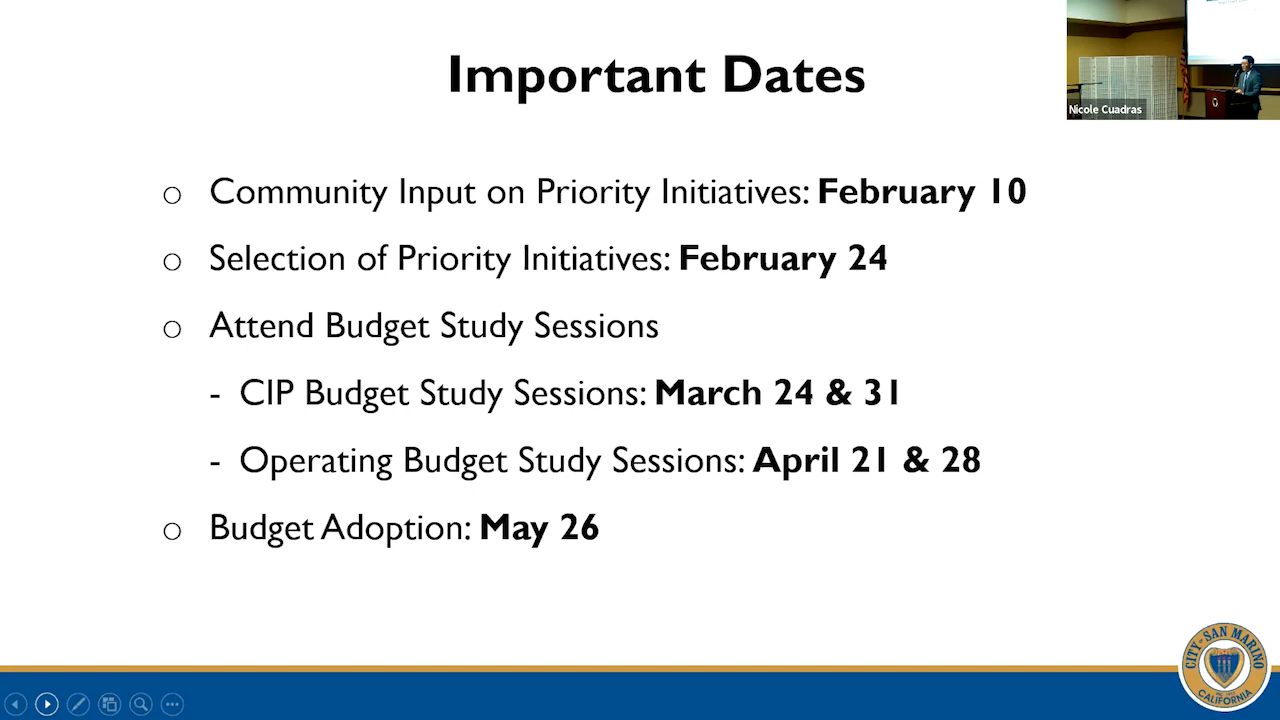 Important Dates
Nicole Cuadras
o Community Input on Priority Initiatives: February 10
o Selection of Priority Initiatives: February 24
o Attend Budget Study Sessions
- CIP Budget Study Sessions: March 24 & 31
- Operating Budget Study Sessions: April 21 & 28
o Budget Adoption: May 26
CITY OF SAN MARINO
CALIFORNIA